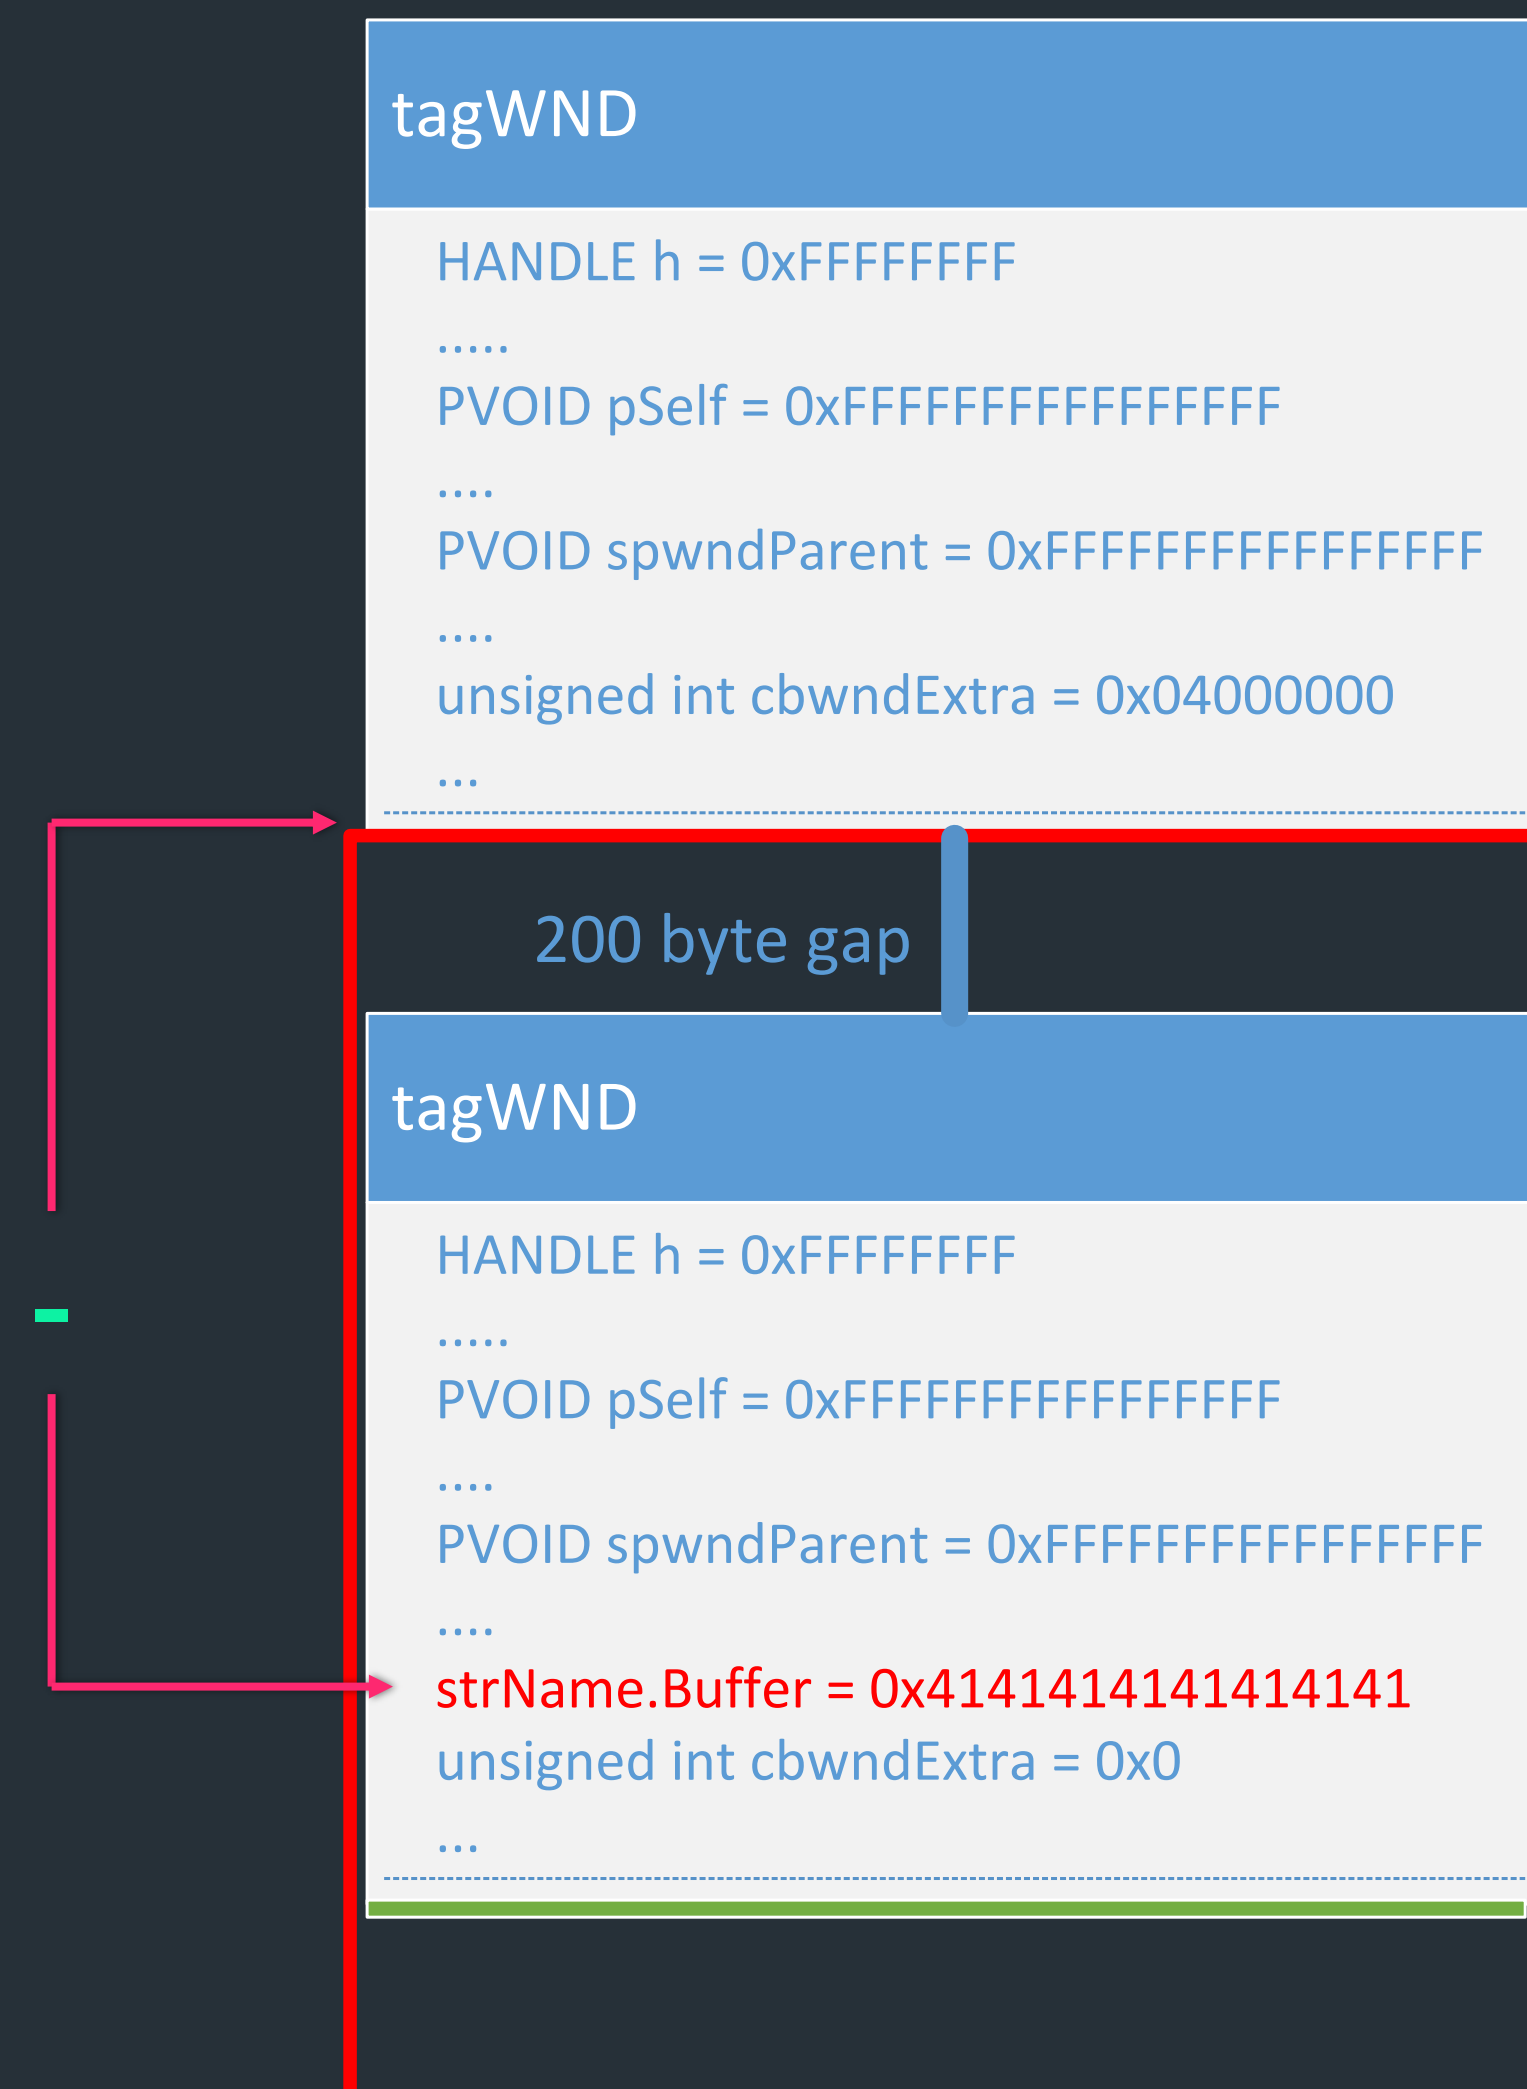 tagWND
HANDLE h = 0xFFFFFFFF
.....
PVOID pSelf = 0xFFFFFFFFFFFFFFFF
....
PVOID spwndParent = 0xFFFFFFFFFFFFFFFF
....
unsigned int cbwndExtra = 0x04000000
...
200 byte gap
tagWND
HANDLE h = 0xFFFFFFFF
.....
PVOID pSelf = 0xFFFFFFFFFFFFFFFF
....
PVOID spwndParent = 0xFFFFFFFFFFFFFFFF
....
strName.Buffer = 0x4141414141414141
unsigned int cbwndExtra = 0x0
...